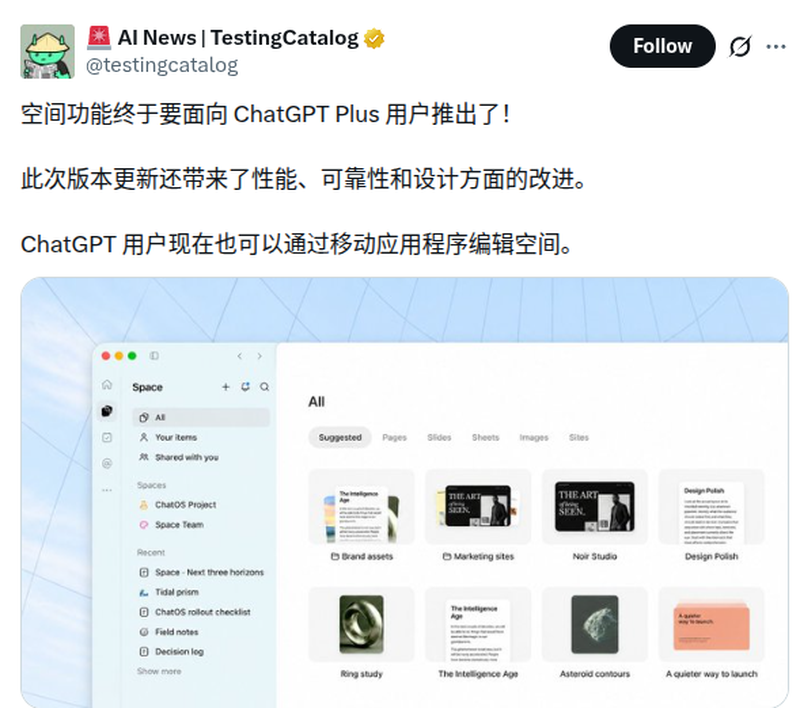 🚨 AI News | TestingCatalog
@testingcatalog
Follow
空间功能终于要面向 ChatGPT Plus 用户推出了！
此次版本更新还带来了性能、可靠性和设计方面的改进。
ChatGPT 用户现在也可以通过移动应用程序编辑空间。
Space
All
Your items
Shared with you
Spaces
ChatOS Project
Space Team
Recent
Space - Next three horizons
Tidal prism
ChatOS rollout checklist
Field notes
Decision log
Show more
All
Suggested Pages Slides Sheets Images Sites
The Intelligence
Age
THE ART
of being
SEEN.
THE ART
of being
SEEN.
Design Polish
Brand assets
Marketing sites
Noir Studio
Design Polish
The Intelligence
Age
A quieter
way to launch
Ring study
The Intelligence Age
Asteroid contours
A quieter way to launch